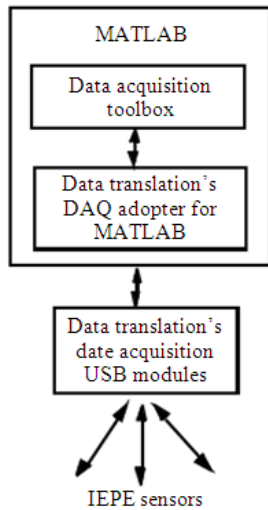 MATLAB
Data acquisition
toolbox
Data translation's
DAQ adopter for
MATLAB
Data translation's
date acquisition
USB modules
IEPE sensors